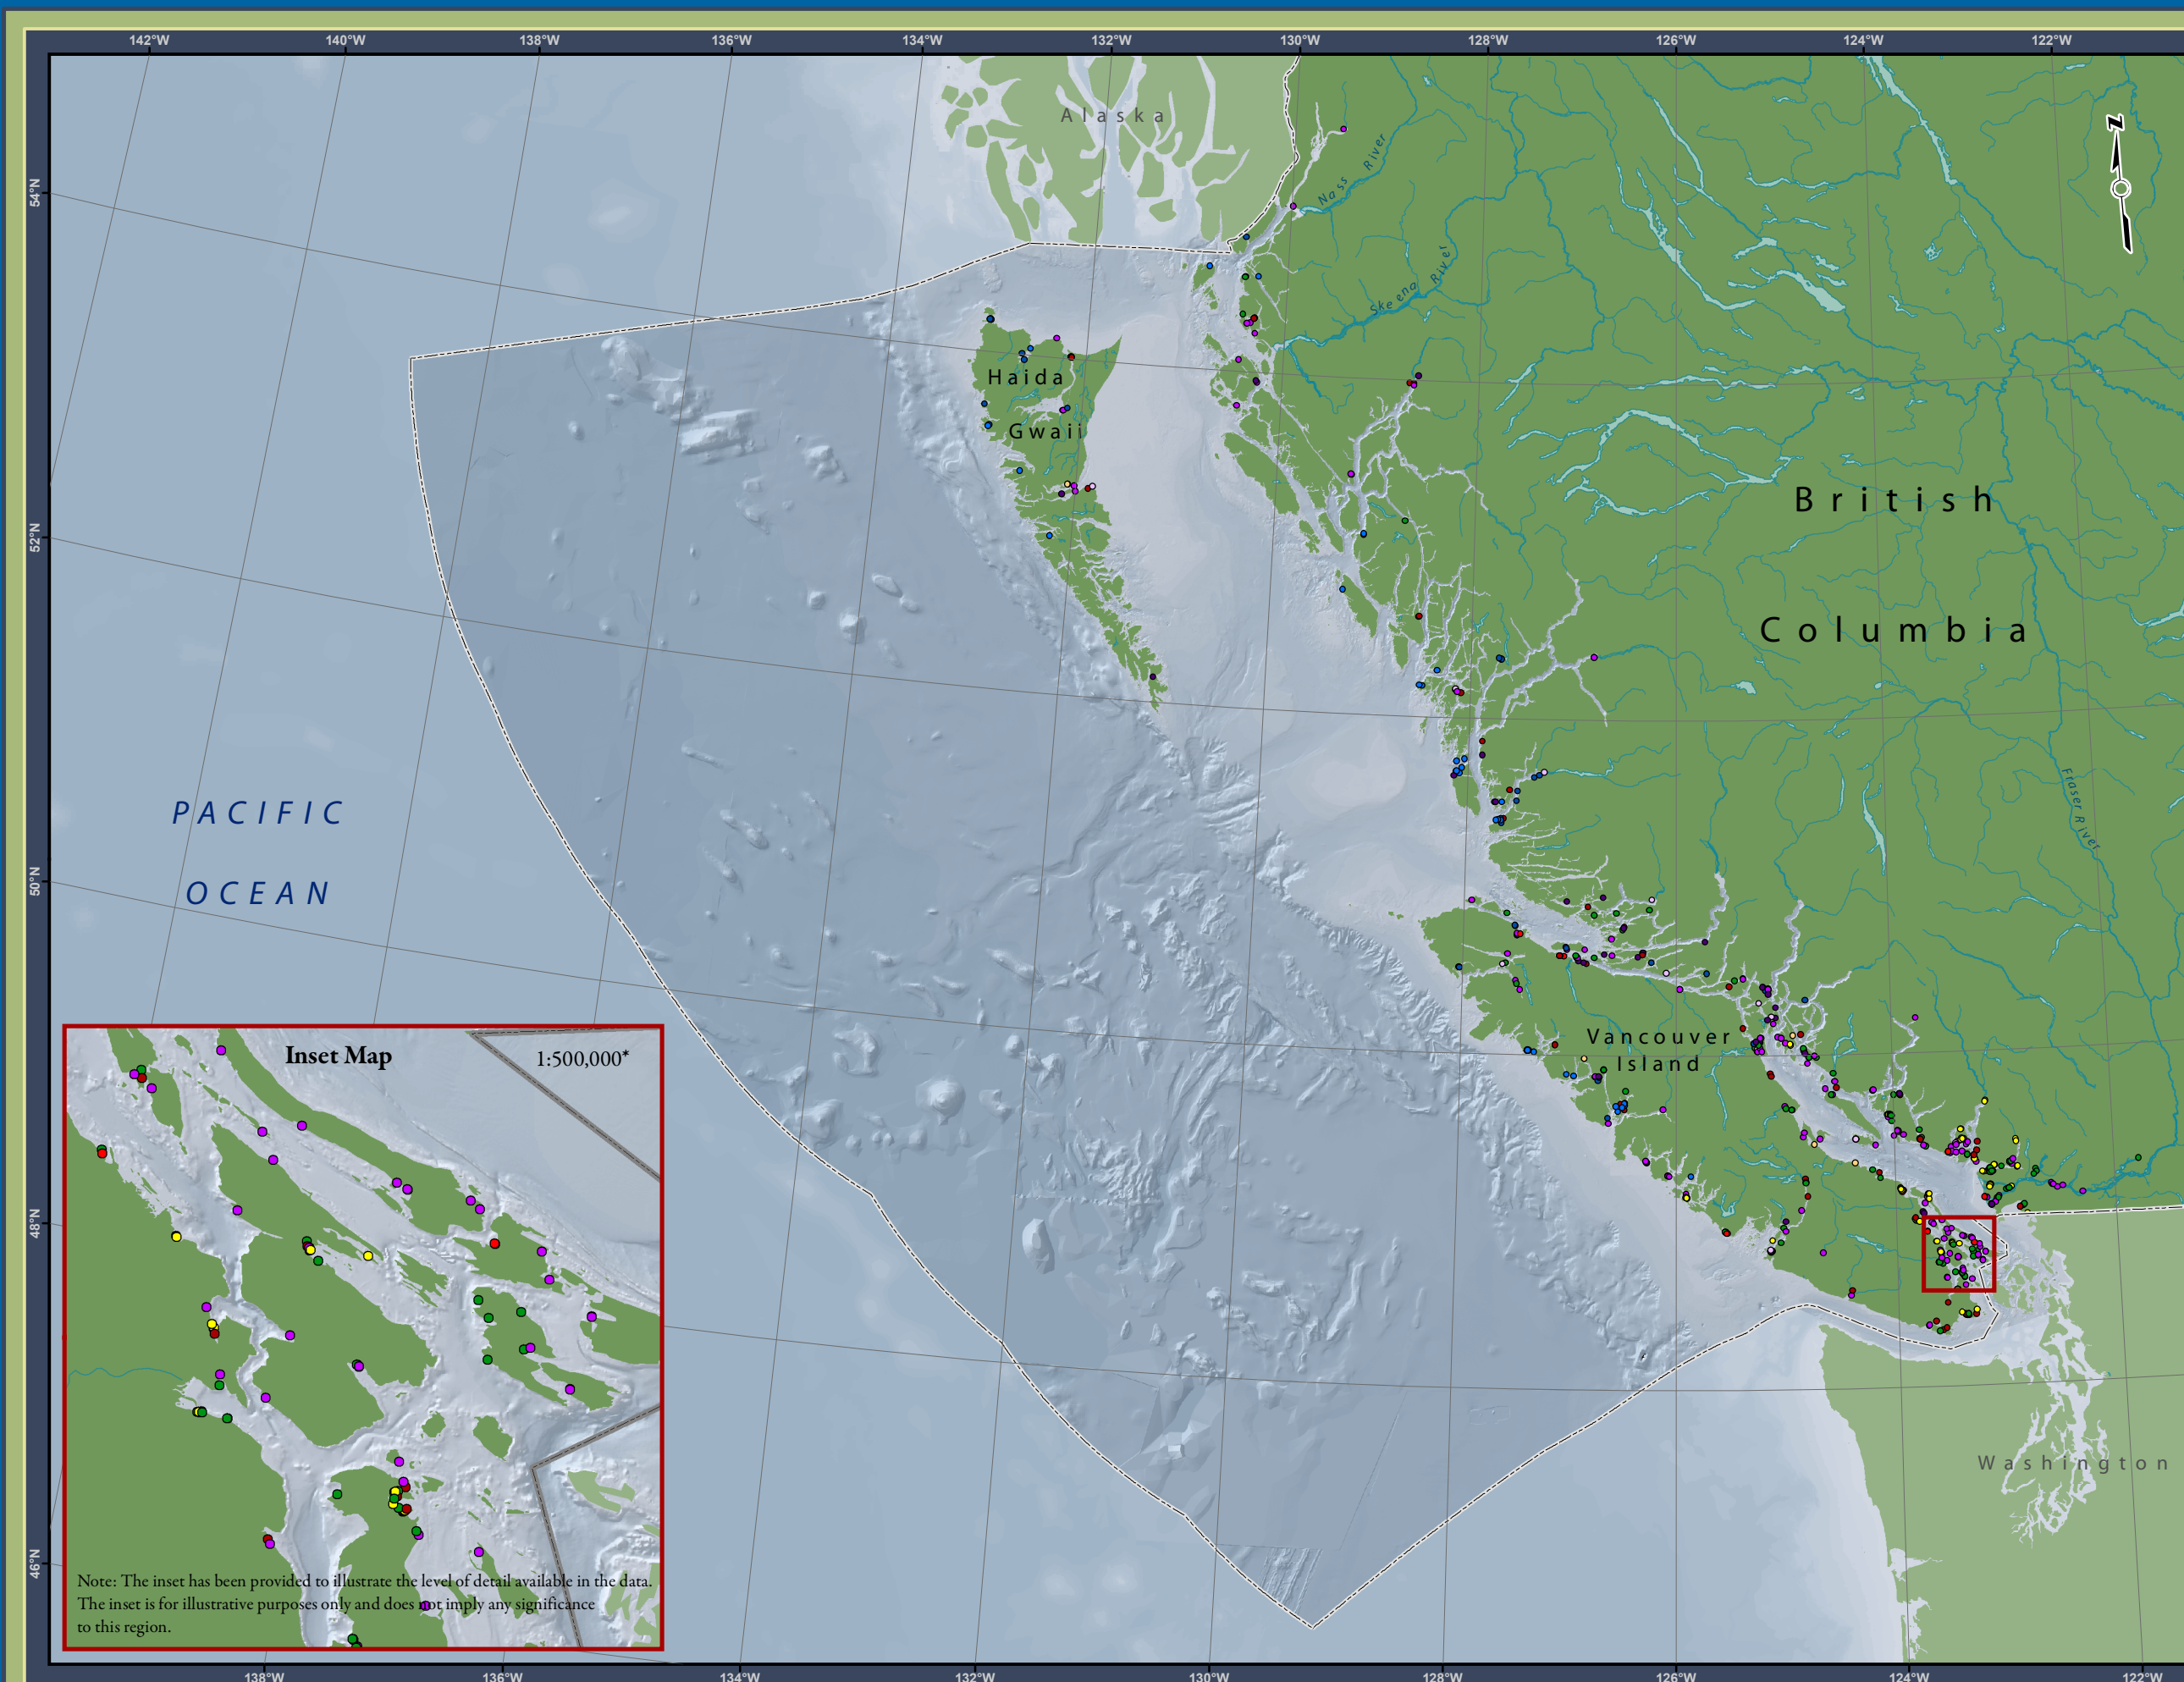 142°W 140°W 138°W 136°W 134°W 132°W 130°W 128°W 126°W 124°W 122°W
Alaska
54°N
Nass River
Skeena River
Haida
Gwaii
British
52°N
Columbia
PACIFIC
Fraser River
50°N
OCEAN
Vancouver
Island
Inset Map
1:500,000*
48°N
Washington
46°N
Note: The inset has been provided to illustrate the level of detail available in the data.
The inset is for illustrative purposes only and does not imply any significance
to this region.
138°W 136°W 134°W 132°W 130°W 128°W 126°W 124°W 122°W
Z